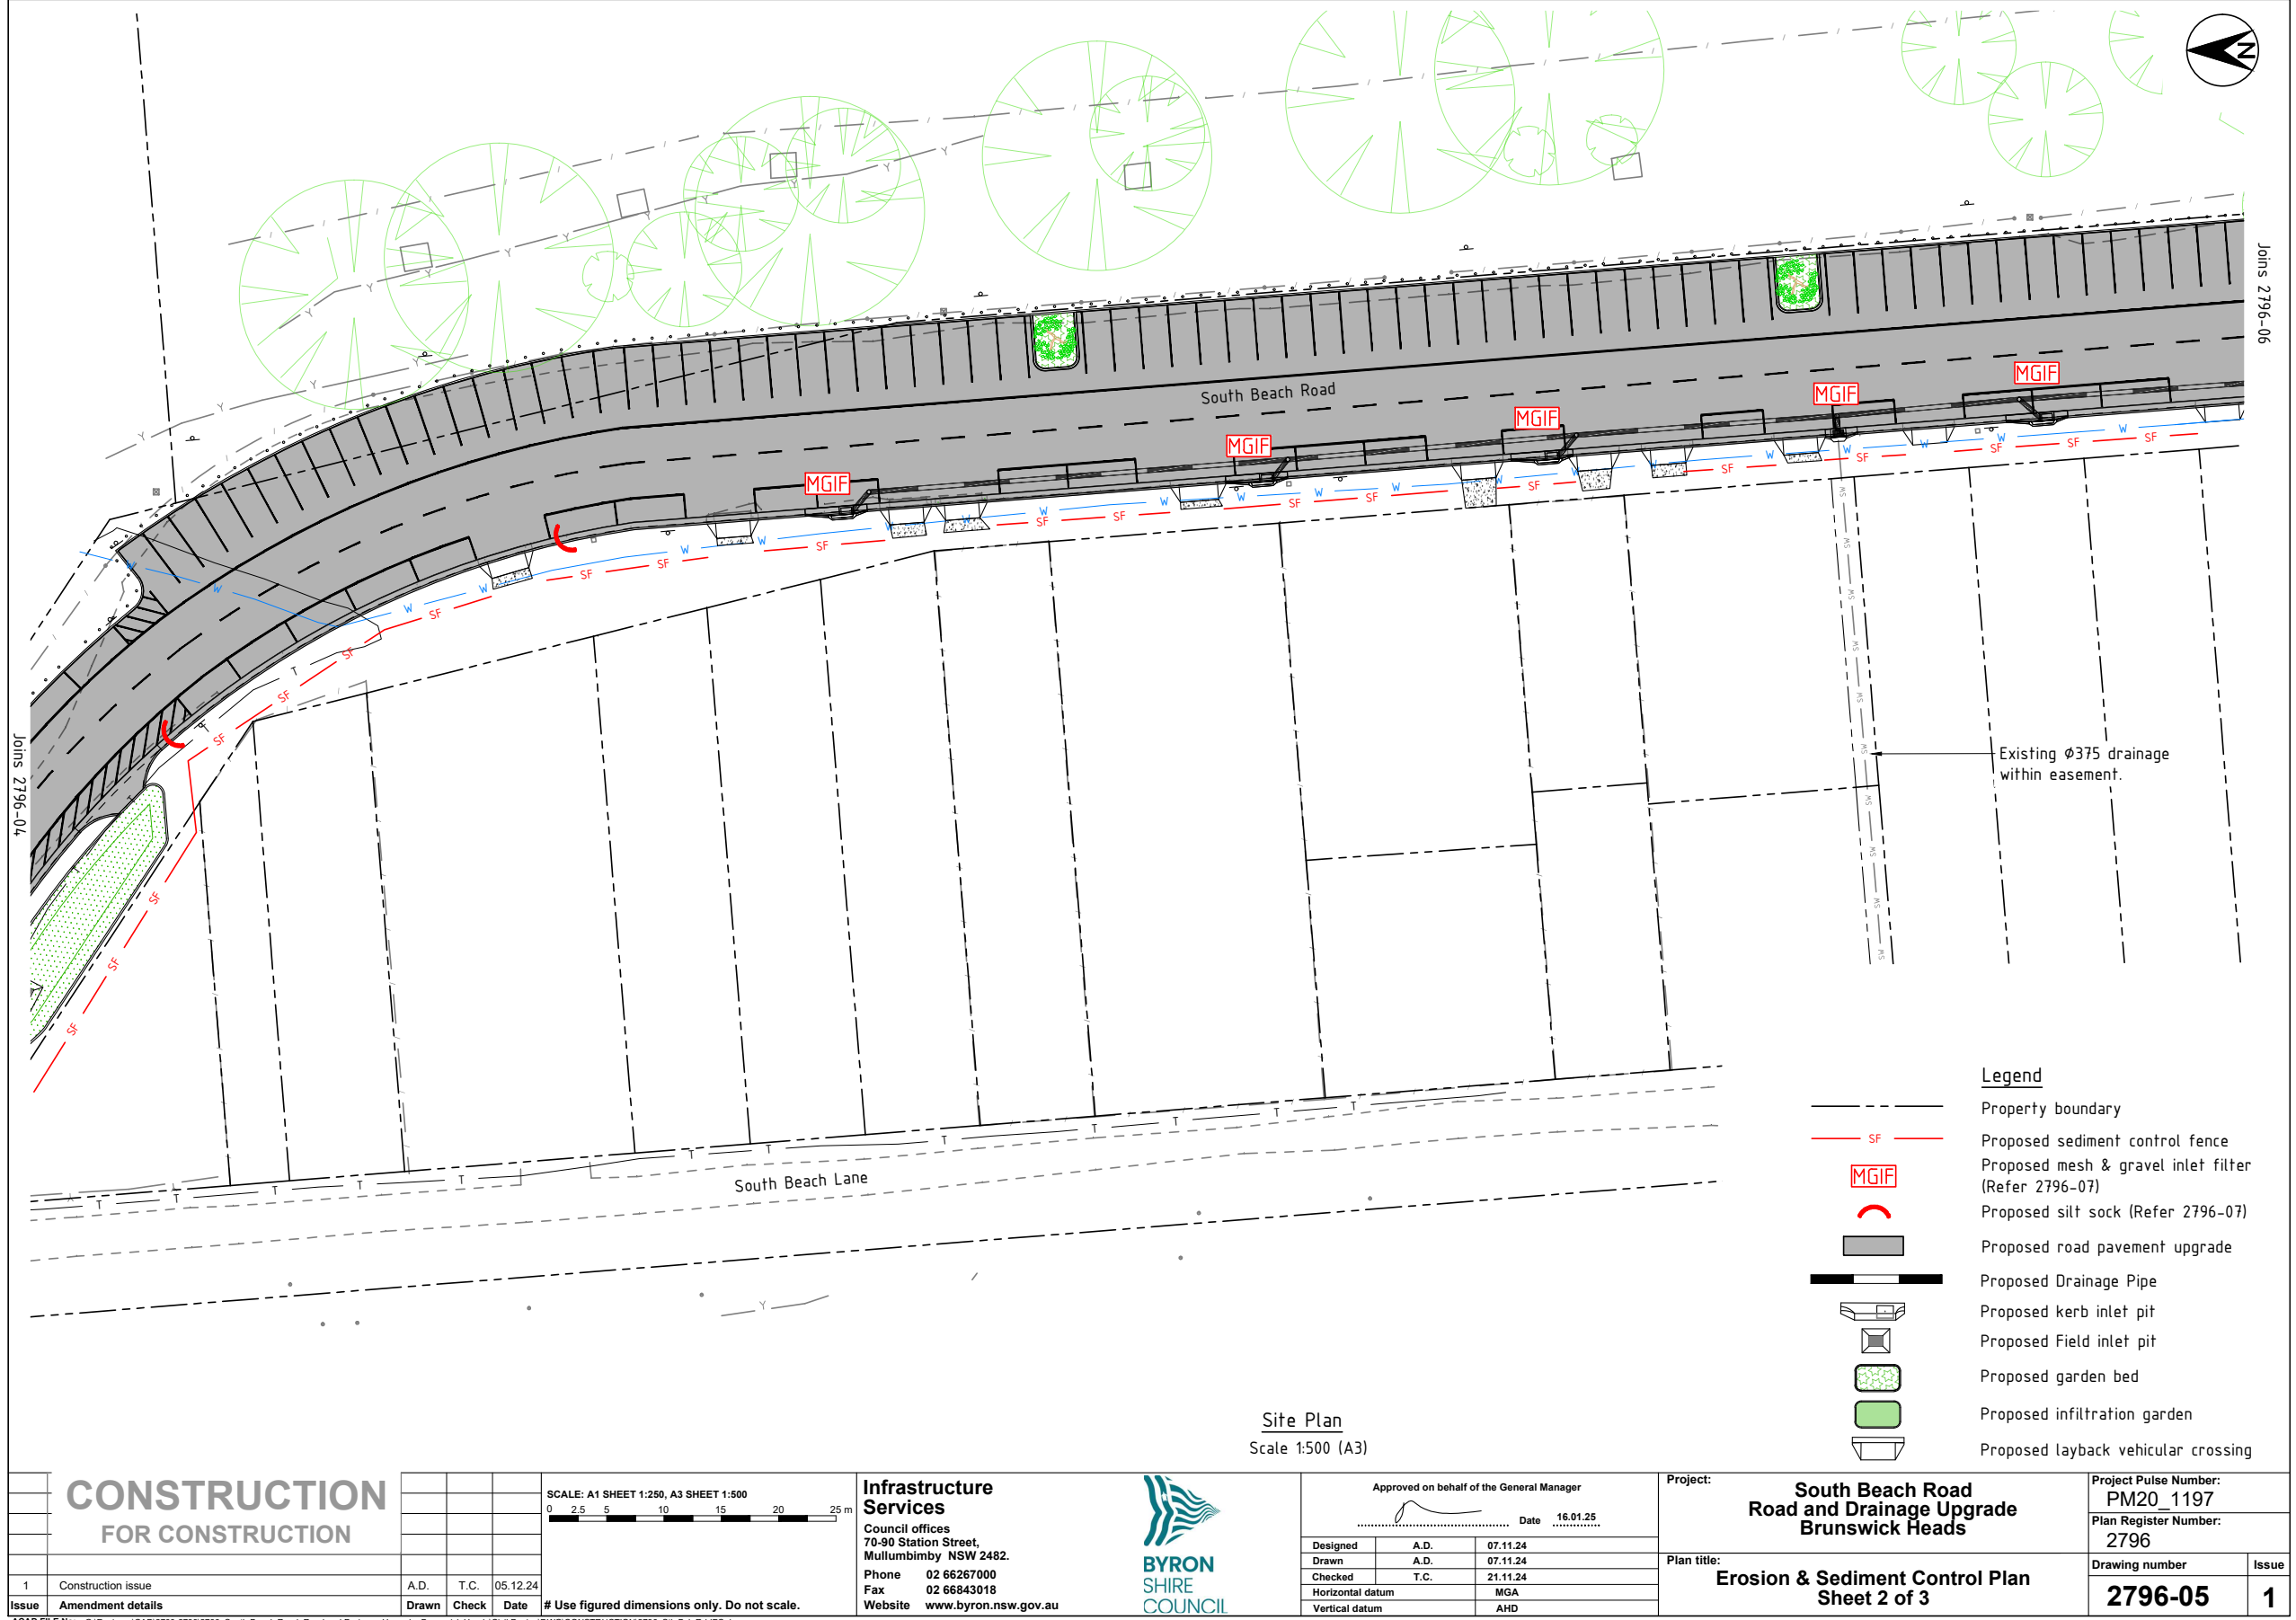 N
Joins 2796-06
South Beach Road
MGIF
MGIF
MGIF
MGIF
MGIF
Joins 2796-04
SF
W
T
Y
SW
Existing Ø375 drainage
within easement.
South Beach Lane
Legend
Property boundary
SF Proposed sediment control fence
MGIF Proposed mesh & gravel inlet filter
(Refer 2796-07)
Proposed silt sock (Refer 2796-07)
Proposed road pavement upgrade
Proposed Drainage Pipe
Proposed kerb inlet pit
Proposed Field inlet pit
Proposed garden bed
Proposed infiltration garden
Proposed layback vehicular crossing
Site Plan
Scale 1:500 (A3)
CONSTRUCTION
FOR CONSTRUCTION
1 Construction issue A.D. T.C. 05.12.24
Issue Amendment details Drawn Check Date
SCALE: A1 SHEET 1:250, A3 SHEET 1:500
0 2.5 5 10 15 20 25 m
# Use figured dimensions only. Do not scale.
Infrastructure
Services
Council offices
70-90 Station Street,
Mullumbimby NSW 2482.
Phone 02 66267000
Fax 02 66843018
Website www.byron.nsw.gov.au
BYRON
SHIRE
COUNCIL
Approved on behalf of the General Manager
Date 16.01.25
Designed A.D. 07.11.24
Drawn A.D. 07.11.24
Checked T.C. 21.11.24
Horizontal datum MGA
Vertical datum AHD
Project:
South Beach Road
Road and Drainage Upgrade
Brunswick Heads
Plan title:
Erosion & Sediment Control Plan
Sheet 2 of 3
Project Pulse Number:
PM20_1197
Plan Register Number:
2796
Drawing number Issue
2796-05 1